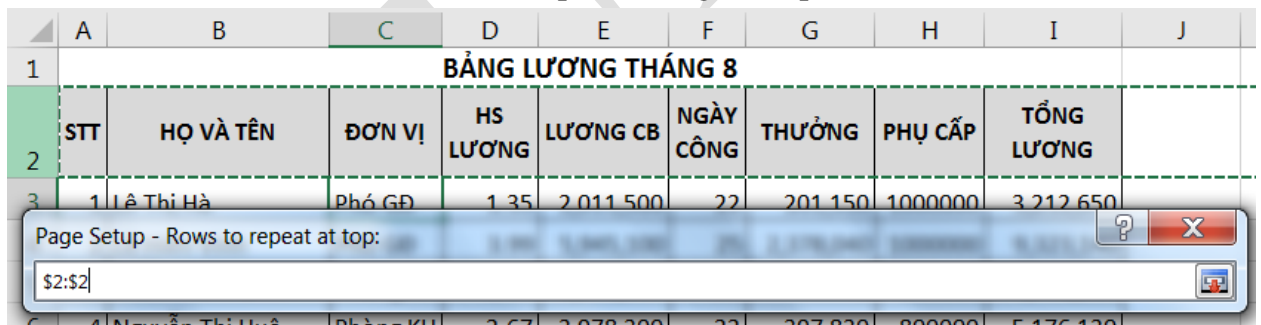 A B C D E F G H I J
1 BẢNG LƯƠNG THÁNG 8
2 STT HỌ VÀ TÊN ĐƠN VỊ HS LƯƠNG LƯƠNG CB NGÀY CÔNG THƯỞNG PHỤ CẤP TỔNG LƯƠNG
3 1 Lê Thị Hà Phó GĐ 1.35 2,011,500 22 201,150 1000000 3,212,650
Page Setup - Rows to repeat at top:
$2:$2